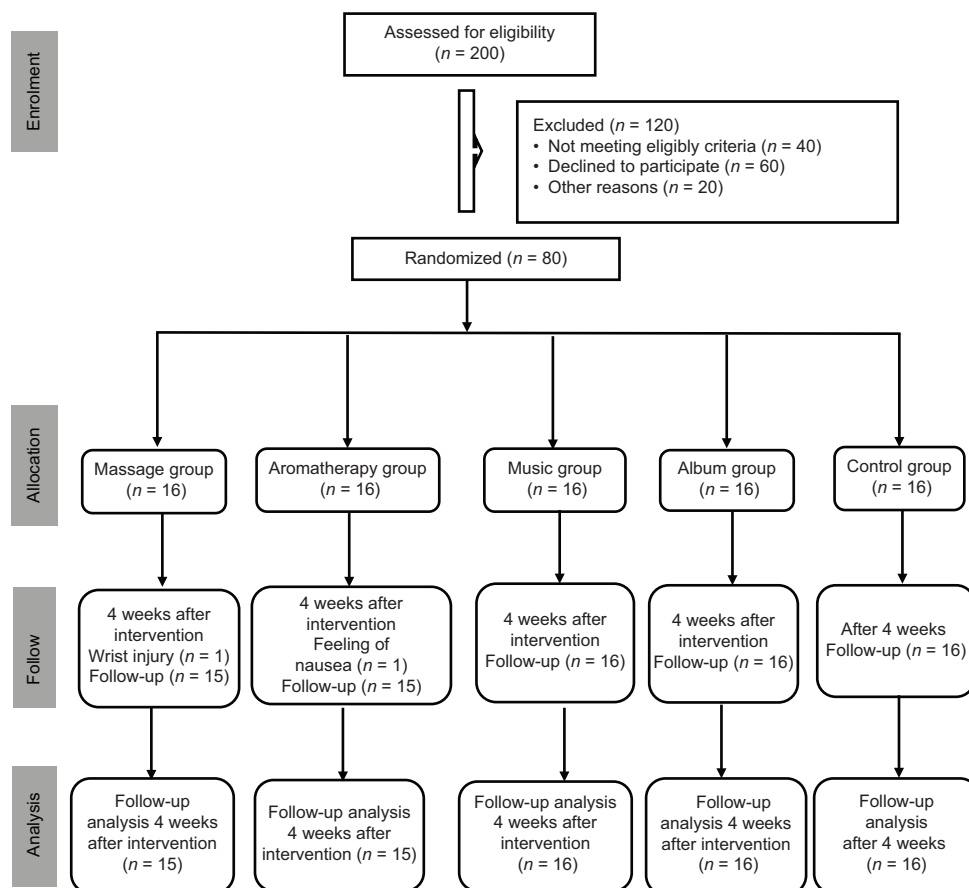 Enrolment
Assessed for eligibility
(n = 200)
Excluded (n = 120)
• Not meeting eligibly criteria (n = 40)
• Declined to participate (n = 60)
• Other reasons (n = 20)
Randomized (n = 80)
Allocation
Massage group
(n = 16)
Aromatherapy group
(n = 16)
Music group
(n = 16)
Album group
(n = 16)
Control group
(n = 16)
Follow
4 weeks after
intervention
Wrist injury (n = 1)
Follow-up (n = 15)
4 weeks after
intervention
Feeling of
nausea (n = 1)
Follow-up (n = 15)
4 weeks after
intervention
Follow-up (n = 16)
4 weeks after
intervention
Follow-up (n = 16)
After 4 weeks
Follow-up (n = 16)
Analysis
Follow-up
analysis 4 weeks
after intervention
(n = 15)
Follow-up analysis
4 weeks after
intervention (n = 15)
Follow-up analysis
4 weeks after
intervention
(n = 16)
Follow-up
analysis 4 weeks
after intervention
(n = 16)
Follow-up
analysis
after 4 weeks
(n = 16)